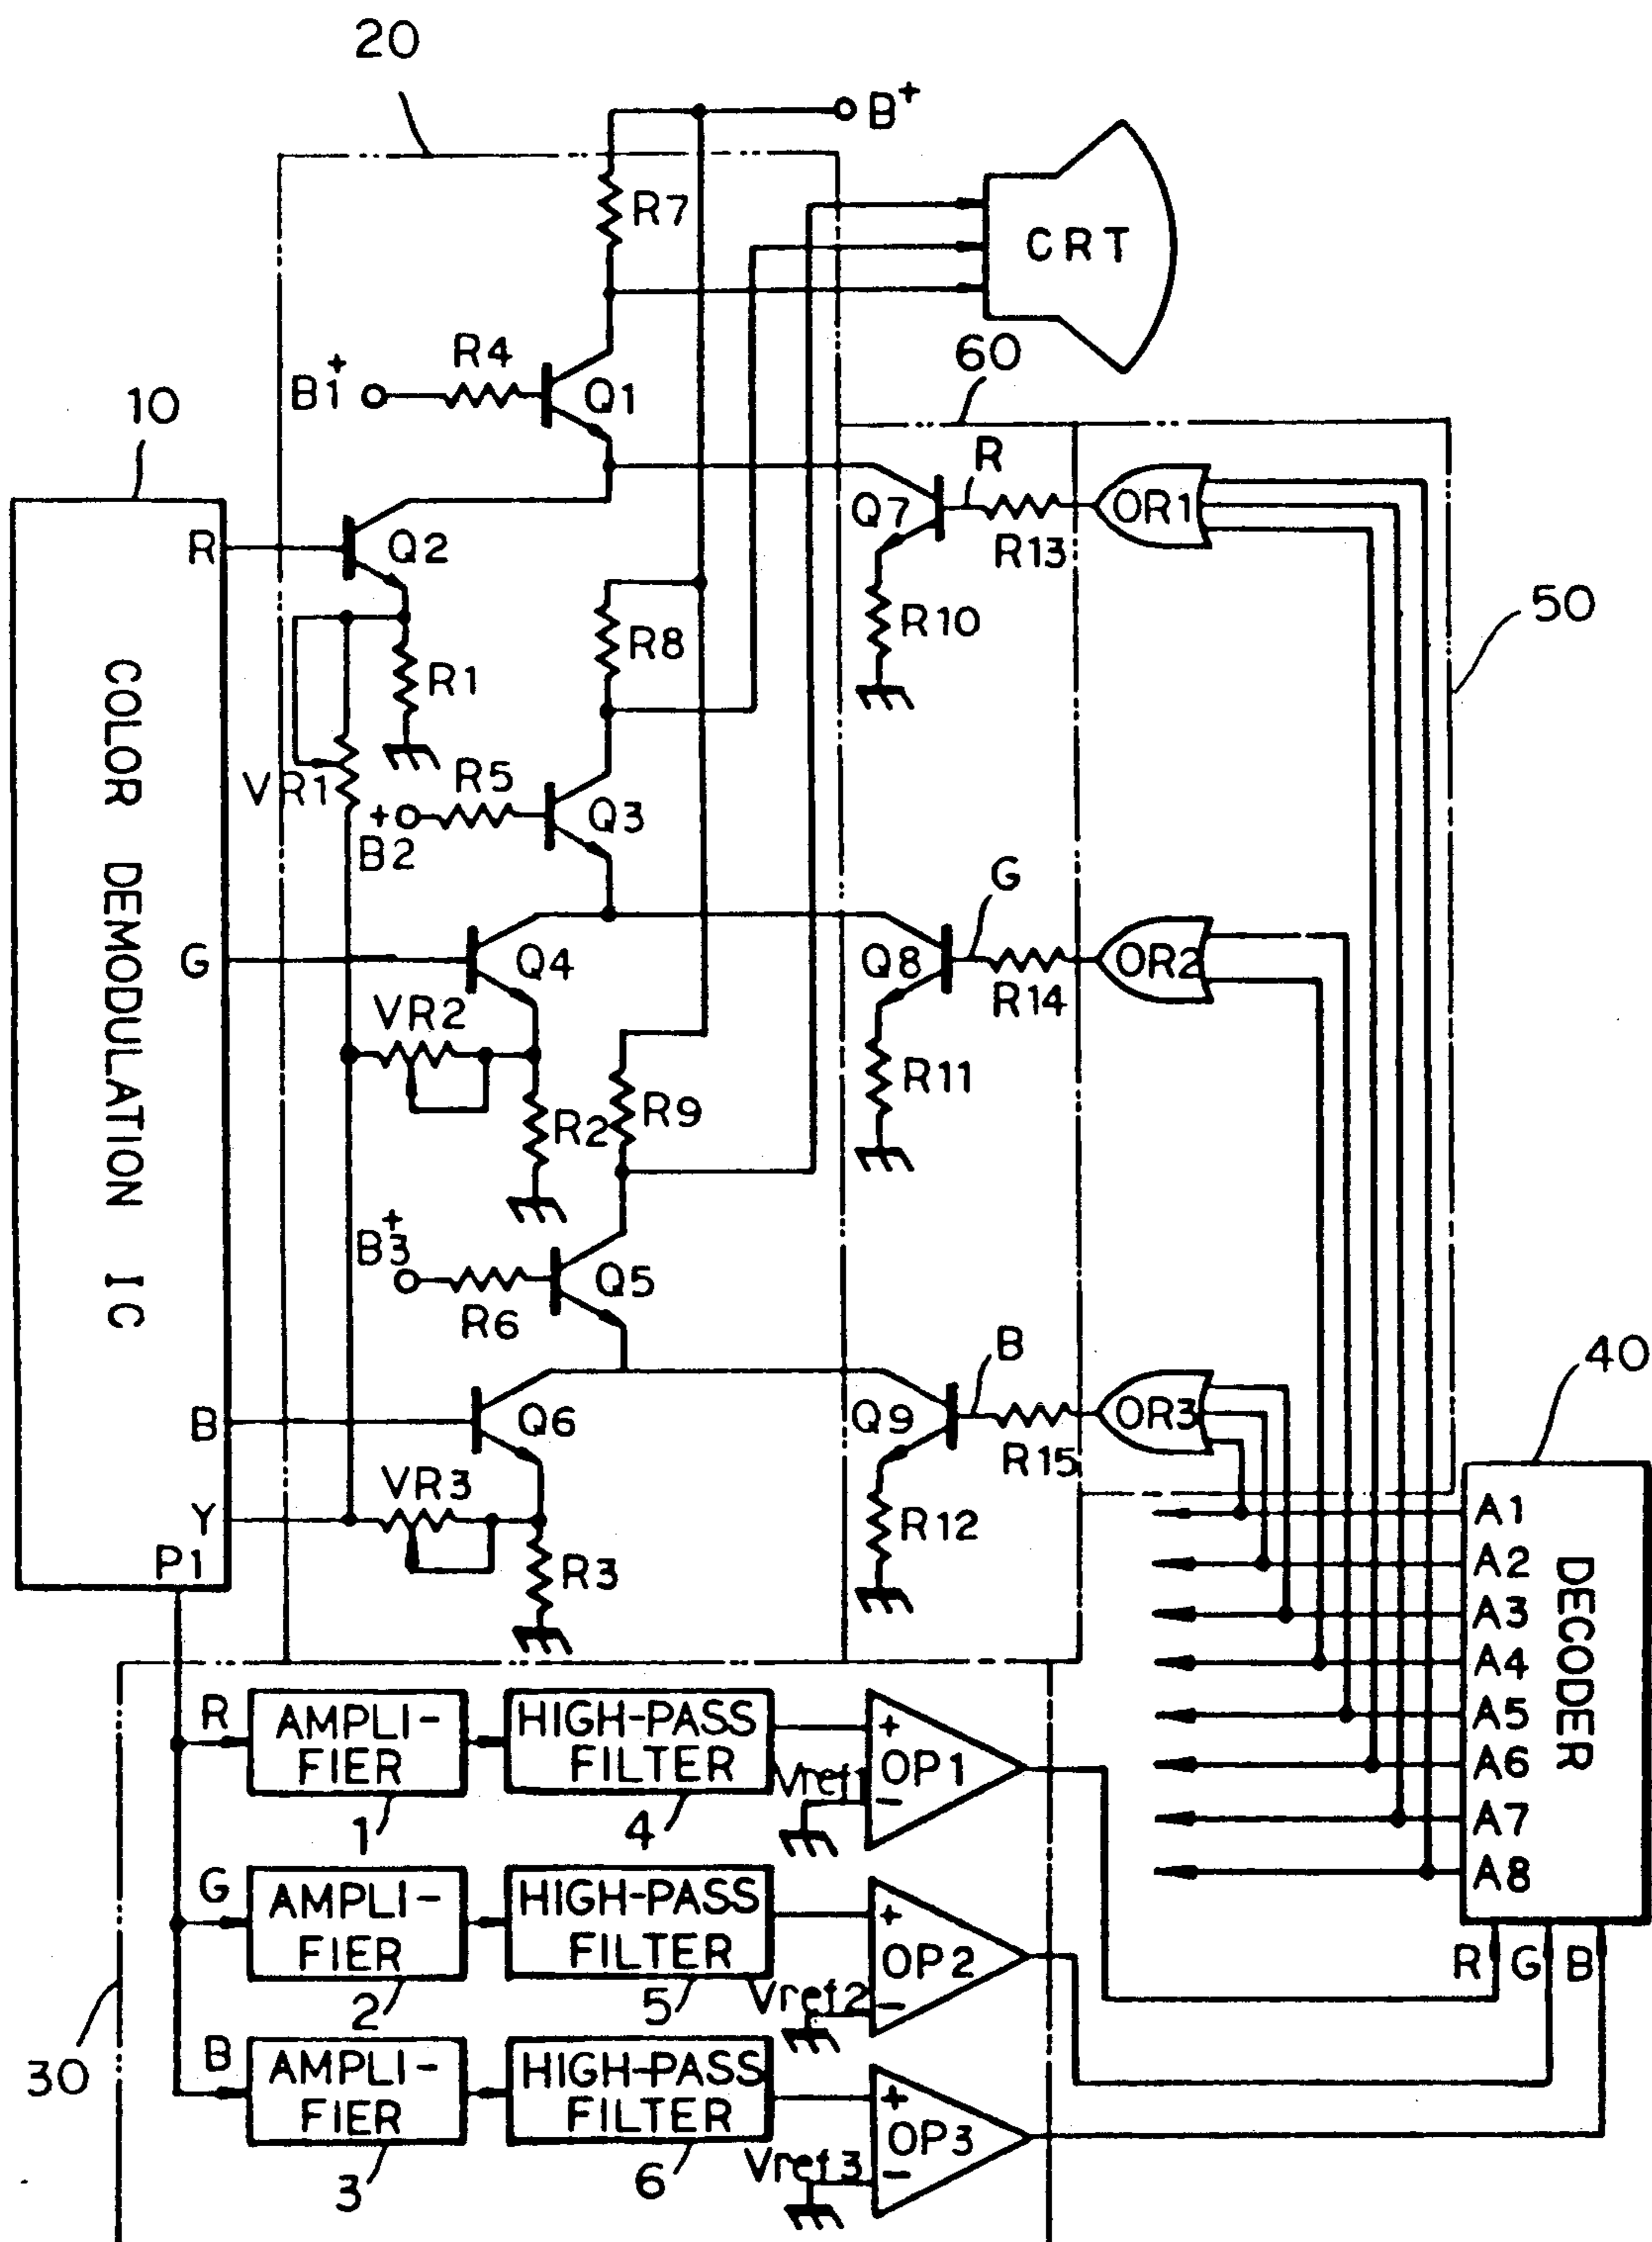 20
B+
R7
CRT
R4
B1+
Q1
60
10
R
Q7
R13
OR1
R
Q2
R10
50
R8
R1
COLOR DEMODULATION IC
VR1
R5
+
B2
Q3
G
G
Q4
Q8
R14
OR2
VR2
R11
R2
R9
B3+
R6
Q5
B
40
B
Q6
Q9
R15
OR3
VR3
Y
R12
R3
P1
A1
A2
A3
A4
A5
A6
A7
A8
DECODER
R
AMPLI-
FIER
1
HIGH-PASS
FILTER
4
Vref1
+
OP1
−
G
AMPLI-
FIER
2
HIGH-PASS
FILTER
5
Vref2
+
OP2
−
R
G
B
30
B
AMPLI-
FIER
3
HIGH-PASS
FILTER
6
Vref3
+
OP3
−